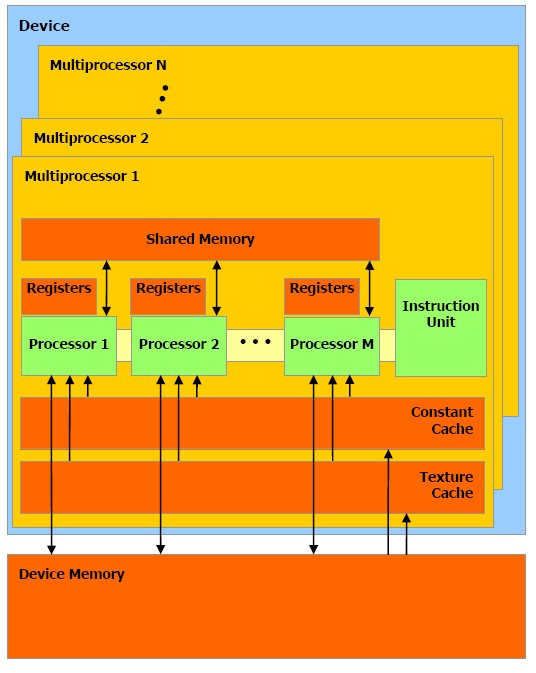 Device
Multiprocessor N
Multiprocessor 2
Multiprocessor 1
Shared Memory
Registers
Registers
Registers
Instruction
Unit
Processor 1
Processor 2
• • •
Processor M
Constant
Cache
Texture
Cache
Device Memory